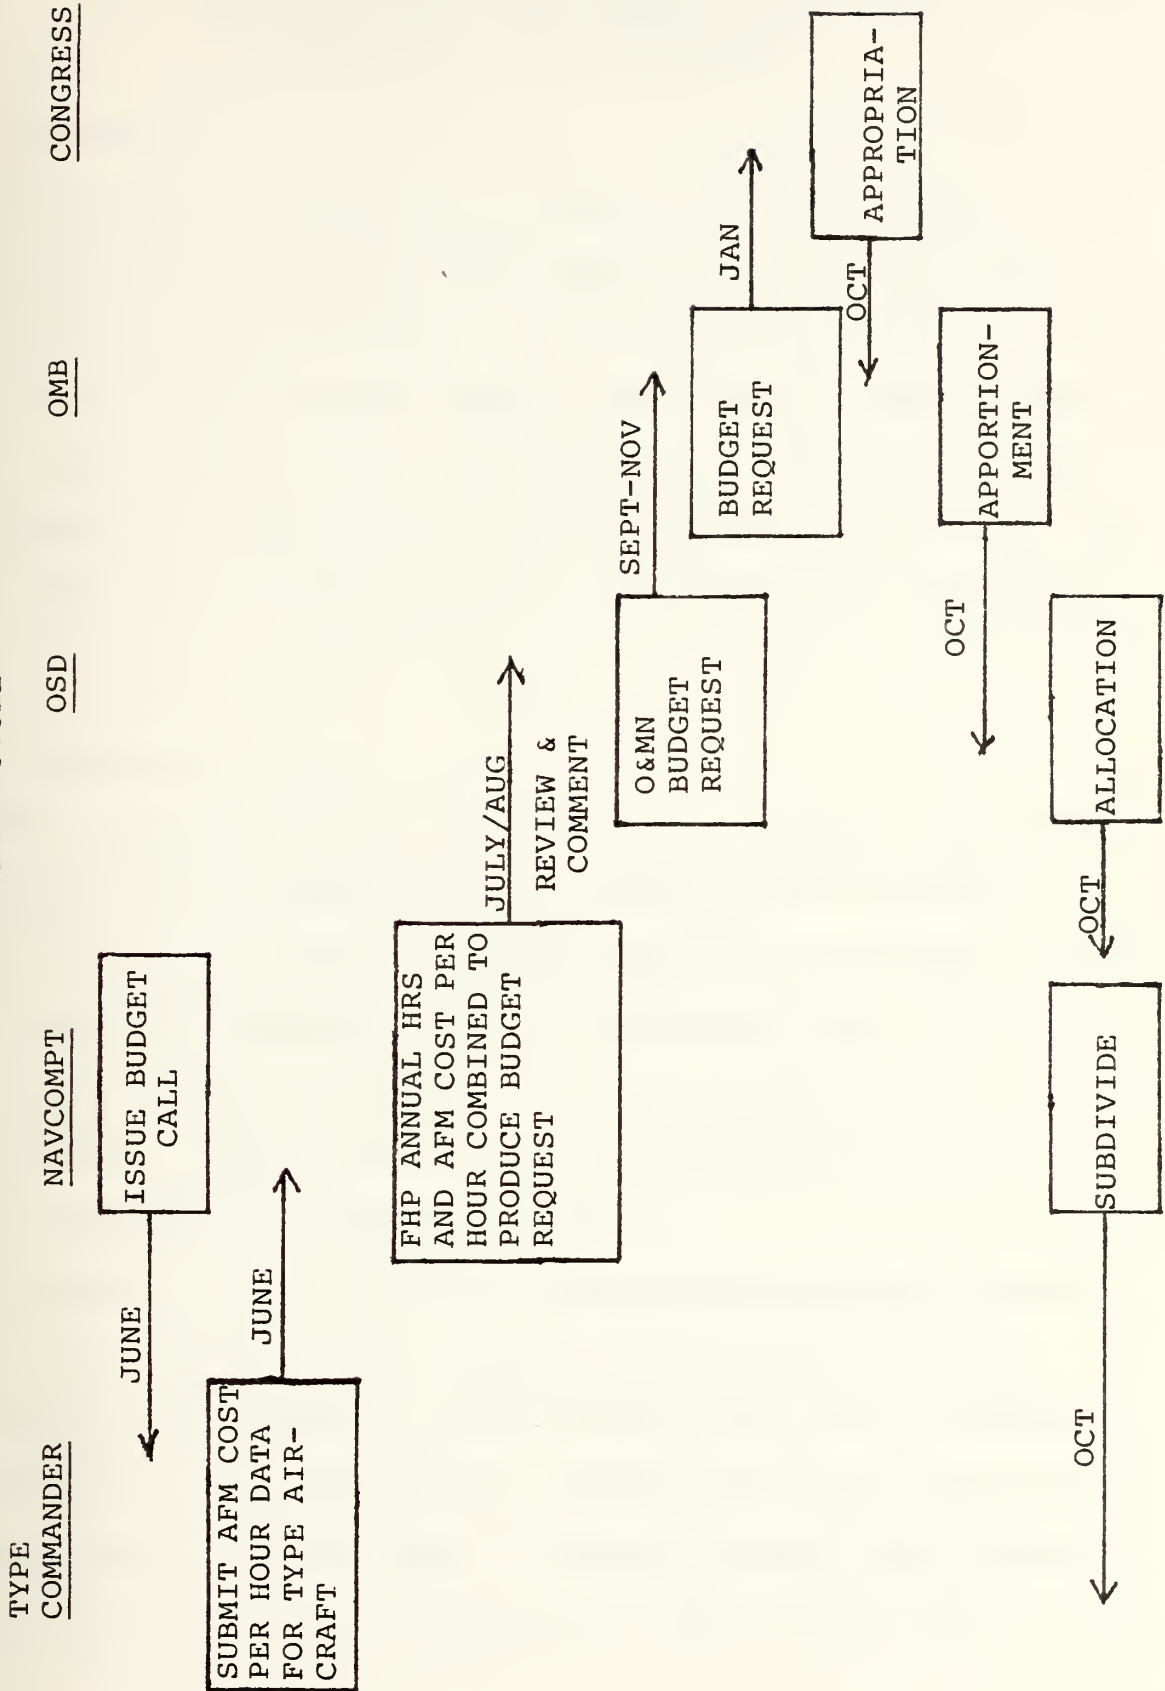 TYPE
COMMANDER
NAVCOMPT
OSD
OMB
CONGRESS
ISSUE BUDGET
CALL
JUNE
SUBMIT AFM COST
PER HOUR DATA
FOR TYPE AIR-
CRAFT
JUNE
FHP ANNUAL HRS
AND AFM COST PER
HOUR COMBINED TO
PRODUCE BUDGET
REQUEST
JULY/AUG
REVIEW &
COMMENT
O&MN
BUDGET
REQUEST
SEPT-NOV
BUDGET
REQUEST
JAN
APPROPRIA-
TION
OCT
APPORTION-
MENT
OCT
ALLOCATION
OCT
SUBDIVIDE
OCT